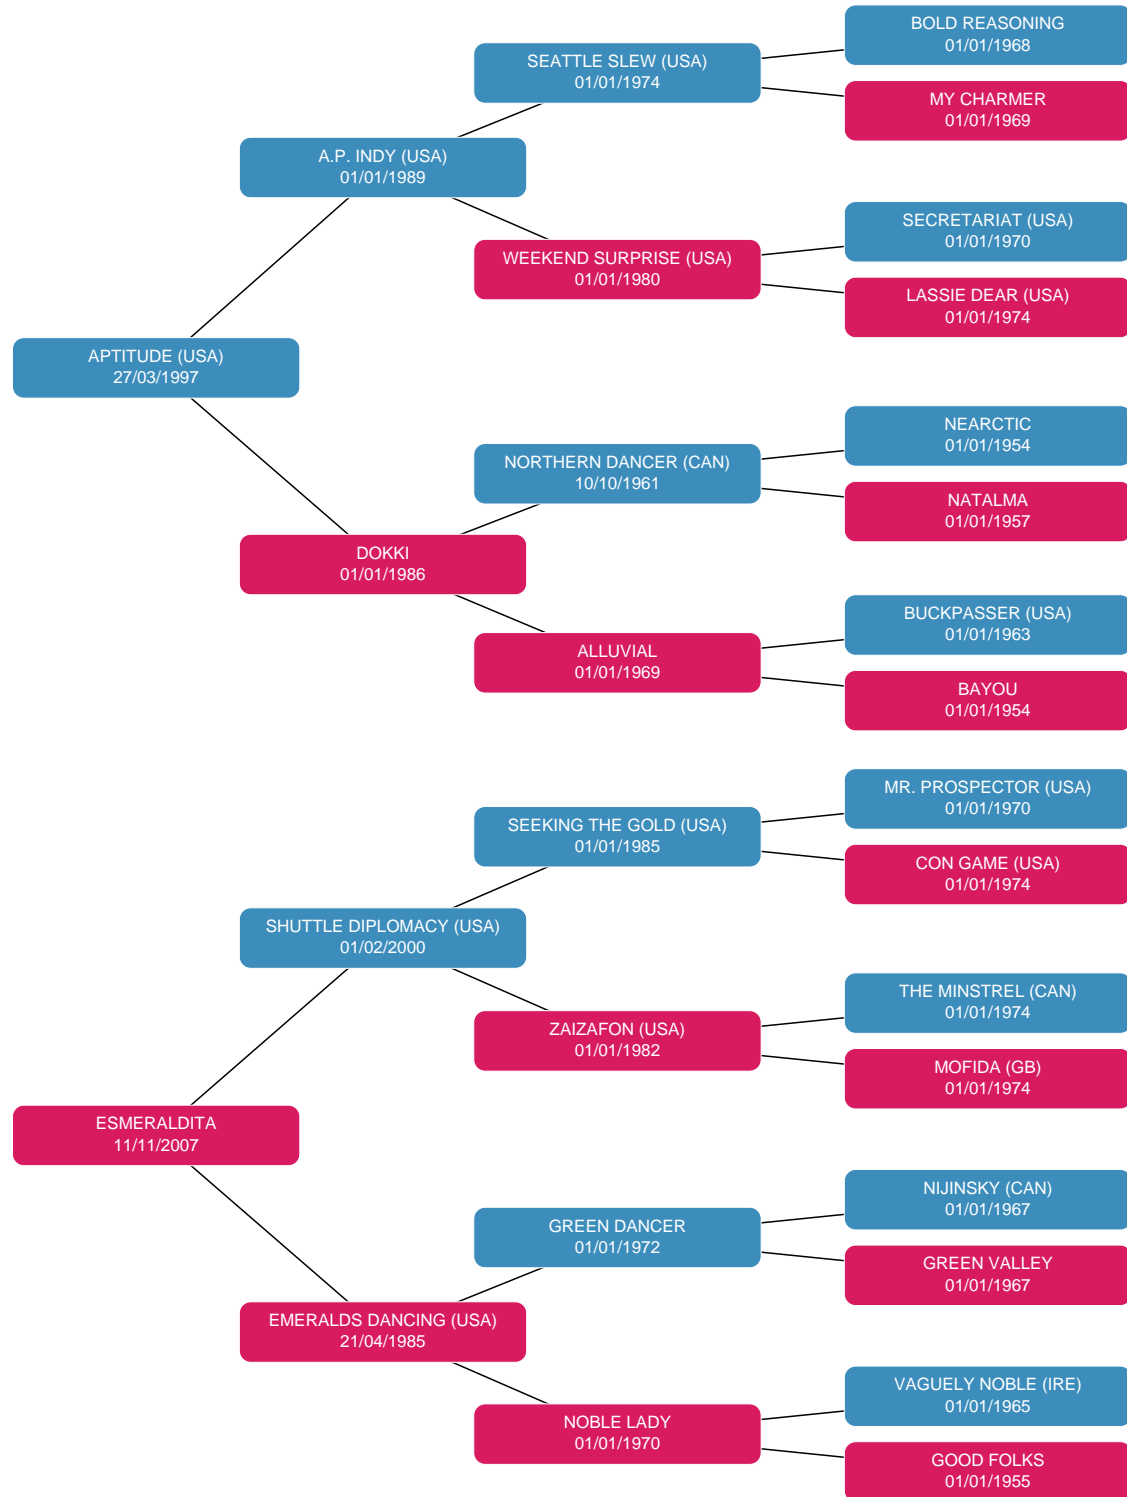 BOLD REASONING
01/01/1968
SEATTLE SLEW (USA)
01/01/1974
MY CHARMER
01/01/1969
A.P. INDY (USA)
01/01/1989
SECRETARIAT (USA)
01/01/1970
WEEKEND SURPRISE (USA)
01/01/1980
LASSIE DEAR (USA)
01/01/1974
APTITUDE (USA)
27/03/1997
NEARCTIC
01/01/1954
NORTHERN DANCER (CAN)
10/10/1961
NATALMA
01/01/1957
DOKKI
01/01/1986
BUCKPASSER (USA)
01/01/1963
ALLUVIAL
01/01/1969
BAYOU
01/01/1954
MR. PROSPECTOR (USA)
01/01/1970
SEEKING THE GOLD (USA)
01/01/1985
CON GAME (USA)
01/01/1974
SHUTTLE DIPLOMACY (USA)
01/02/2000
THE MINSTREL (CAN)
01/01/1974
ZAIZAFON (USA)
01/01/1982
MOFIDA (GB)
01/01/1974
ESMERALDITA
11/11/2007
NIJINSKY (CAN)
01/01/1967
GREEN DANCER
01/01/1972
GREEN VALLEY
01/01/1967
EMERALDS DANCING (USA)
21/04/1985
VAGUELY NOBLE (IRE)
01/01/1965
NOBLE LADY
01/01/1970
GOOD FOLKS
01/01/1955